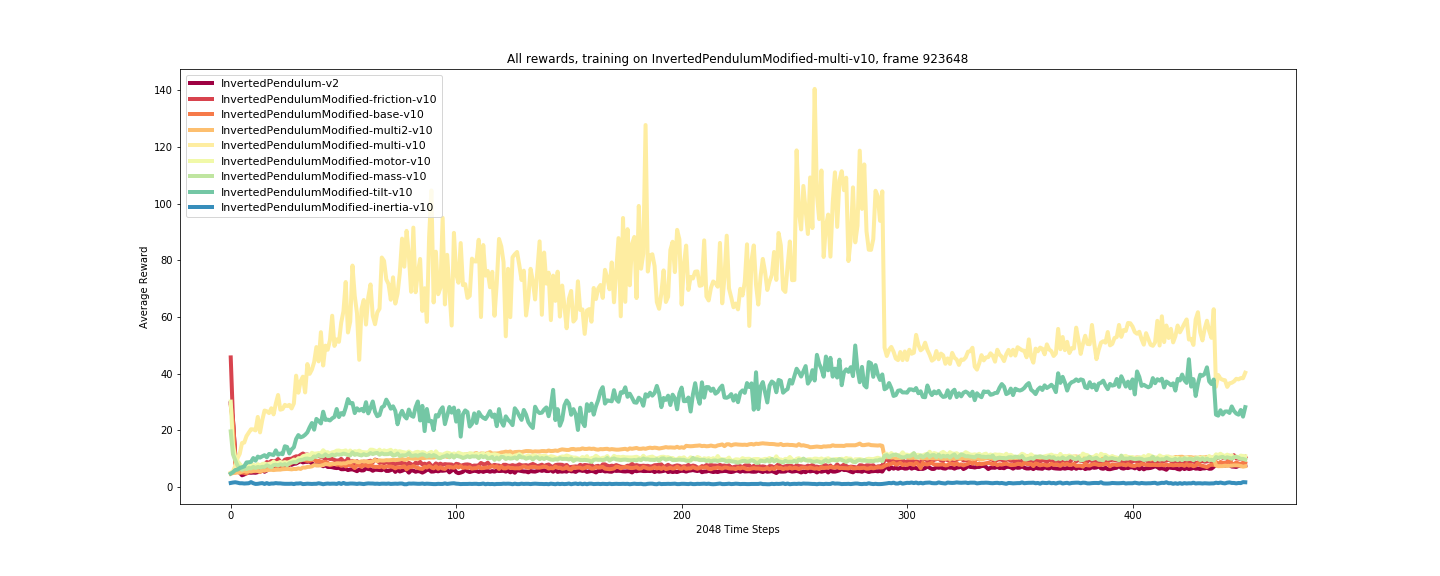 All rewards, training on InvertedPendulumModified-multi-v10, frame 923648
InvertedPendulum-v2
InvertedPendulumModified-friction-v10
InvertedPendulumModified-base-v10
InvertedPendulumModified-multi2-v10
InvertedPendulumModified-multi-v10
InvertedPendulumModified-motor-v10
InvertedPendulumModified-mass-v10
InvertedPendulumModified-tilt-v10
InvertedPendulumModified-inertia-v10
Average Reward
140
120
100
80
60
40
20
0
0 100 200 300 400
2048 Time Steps